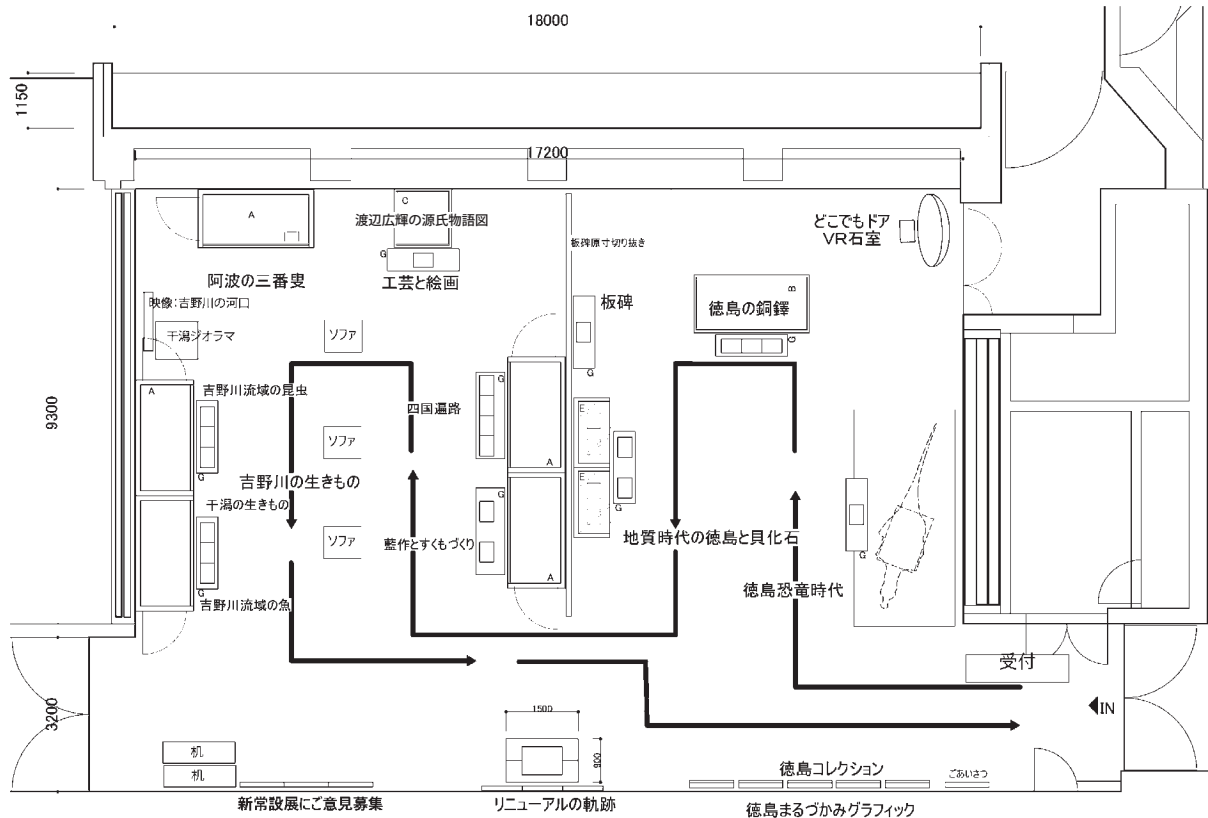 18000
1150
17200
9300
3200
A
C
渡辺広輝の源氏物語図
G
工芸と絵画
阿波の三番叟
映像:吉野川の河口
干潟ジオラマ
ソファ
板碑原寸切り抜き
板碑
G
どこでもドア
VR石室
B
徳島の銅鐸
G
A
吉野川流域の昆虫
G
四国遍路
G
A
E
E
G
ソファ
吉野川の生きもの
干潟の生きもの
G
吉野川流域の魚
ソファ
藍作とすくもづくり
G
A
地質時代の徳島と貝化石
G
徳島恐竜時代
受付
IN
1500
900
机
机
新常設展にご意見募集
リニューアルの軌跡
徳島コレクション
ごあいさつ
徳島まるづかみグラフィック